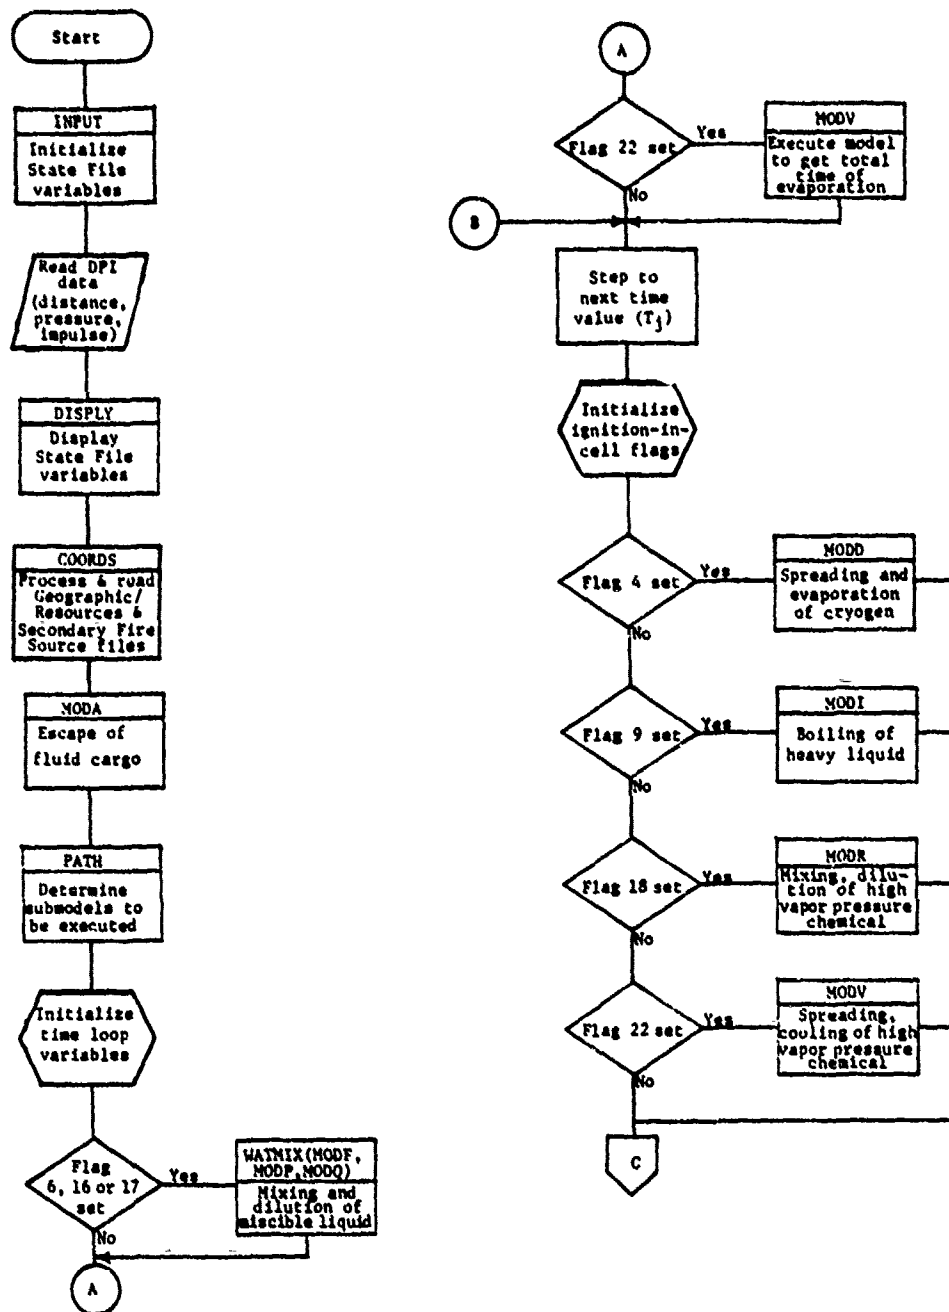 Start
INPUT
Initialize
State File
variables
Read DPI
data
(distance,
pressure,
impulse)
DISPLY
Display
State File
variables
COORDS
Process & read
Geographic/
Resources &
Secondary Fire
Source files
MODA
Escape of
fluid cargo
PATH
Determine
submodels to
be executed
Initialize
time loop
variables
Flag
6, 16 or 17
set
Yes
No
WATMIX(MODF,
MODP,MODQ)
Mixing and
dilution of
miscible liquid
A
A
Flag 22 set
Yes
No
MODV
Execute model
to get total
time of
evaporation
B
Step to
next time
value (Tj)
Initialize
ignition-in-
cell flags
Flag 4 set
Yes
No
MODD
Spreading and
evaporation
of cryogen
Flag 9 set
Yes
No
MODI
Boiling of
heavy liquid
Flag 18 set
Yes
No
MODR
Mixing, dilu-
tion of high
vapor pressure
chemical
Flag 22 set
Yes
No
MODV
Spreading,
cooling of high
vapor pressure
chemical
C